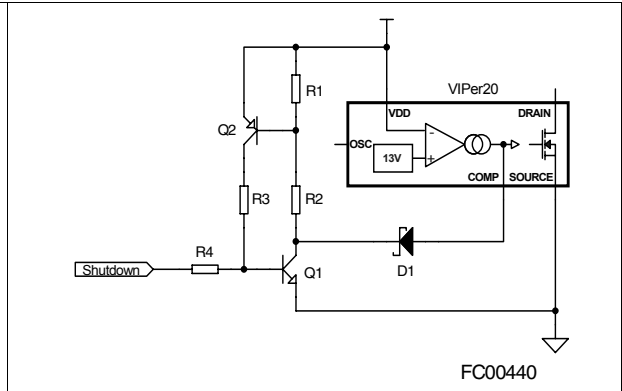 VIPer20
R1
VDD
DRAIN
Q2
-
OSC
13V
+
COMP
SOURCE
R3
R2
R4
Shutdown
Q1
D1
FC00440